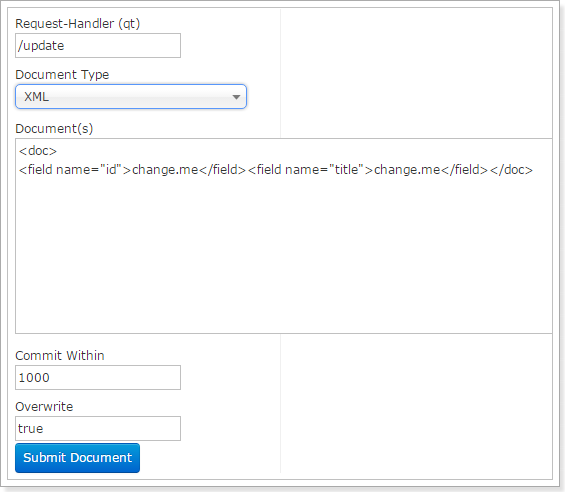 Request-Handler (qt)
/update
Document Type
XML
Document(s)
<doc>
<field name="id">change.me</field><field name="title">change.me</field></doc>
Commit Within
1000
Overwrite
true
Submit Document